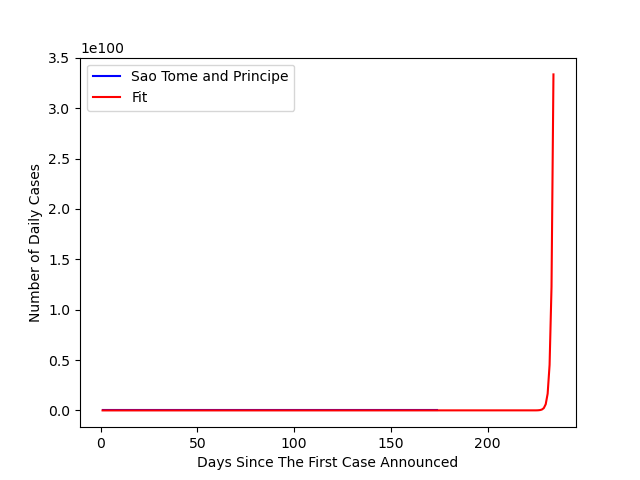 1e100
3.5
3.0
2.5
2.0
1.5
1.0
0.5
0.0
Number of Daily Cases
Sao Tome and Principe
Fit
0 50 100 150 200
Days Since The First Case Announced